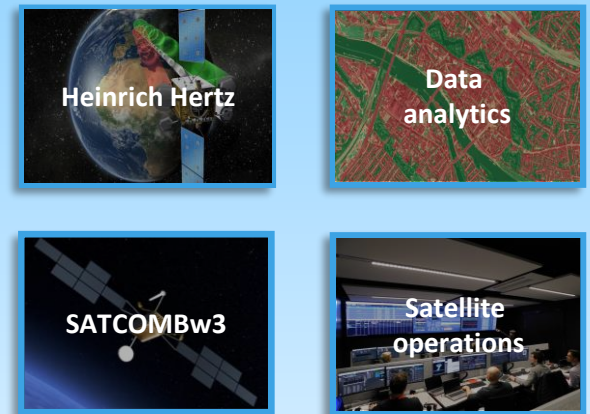 Heinrich Hertz
Data
analytics
SATCOMBw3
Satellite
operations